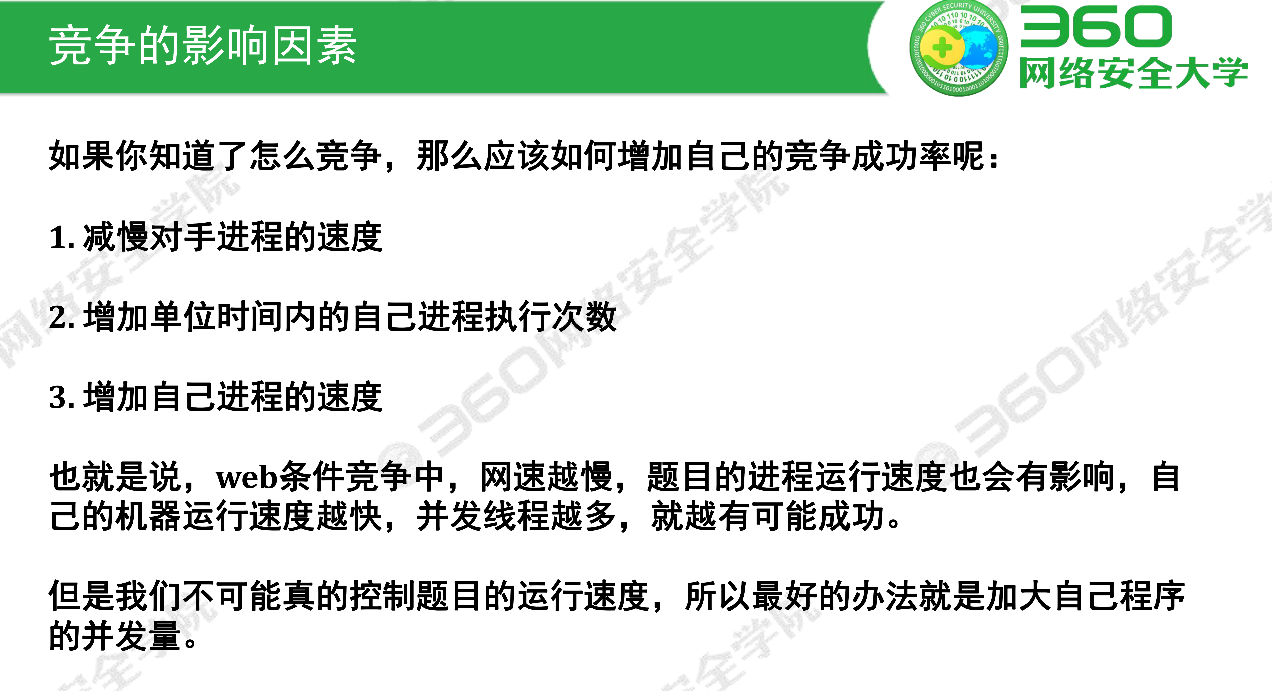 竞争的影响因素
360
网络安全大学
如果你知道了怎么竞争，那么应该如何增加自己的竞争成功率呢：
1. 减慢对手进程的速度
2. 增加单位时间内的自己进程执行次数
3. 增加自己进程的速度
也就是说，web条件竞争中，网速越慢，题目的进程运行速度也会有影响，自
己的机器运行速度越快，并发线程越多，就越有可能成功。
但是我们不可能真的控制题目的运行速度，所以最好的办法就是加大自己程序
的并发量。
360网络安全学院